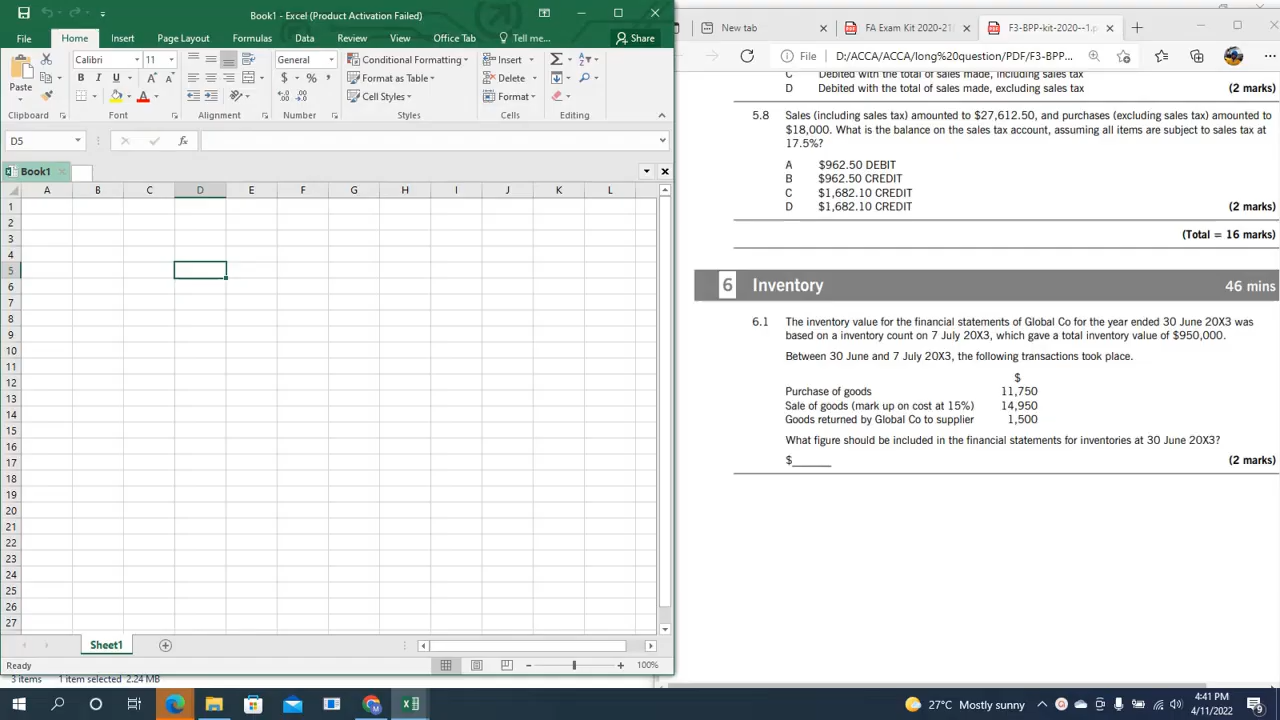 Book1 - Excel (Product Activation Failed)
File Home Insert Page Layout Formulas Data Review View Office Tab Tell me... Share
Paste
Calibri 11
B I U
A A
A
General
$ % ,
Conditional Formatting
Format as Table
Cell Styles
Insert
Delete
Format
Clipboard Font Alignment Number Styles Cells Editing
D5
fx
Book1
A B C D E F G H I J K L
1
2
3
4
5
6
7
8
9
10
11
12
13
14
15
16
17
18
19
20
21
22
23
24
25
26
27
Sheet1
Ready
100%
3 items 1 item selected 2.24 MB
New tab
FA Exam Kit 2020-21
F3-BPP-kit-2020--1.p
File D:/ACCA/ACCA/long%20question/PDF/F3-BPP...
C Debited with the total of sales made, including sales tax
D Debited with the total of sales made, excluding sales tax (2 marks)
5.8 Sales (including sales tax) amounted to $27,612.50, and purchases (excluding sales tax) amounted to
$18,000. What is the balance on the sales tax account, assuming all items are subject to sales tax at
17.5%?
A $962.50 DEBIT
B $962.50 CREDIT
C $1,682.10 CREDIT
D $1,682.10 CREDIT (2 marks)
(Total = 16 marks)
6 Inventory 46 mins
6.1 The inventory value for the financial statements of Global Co for the year ended 30 June 20X3 was
based on a inventory count on 7 July 20X3, which gave a total inventory value of $950,000.
Between 30 June and 7 July 20X3, the following transactions took place.
$
Purchase of goods 11,750
Sale of goods (mark up on cost at 15%) 14,950
Goods returned by Global Co to supplier 1,500
What figure should be included in the financial statements for inventories at 30 June 20X3?
$______ (2 marks)
27°C Mostly sunny
4:41 PM
4/11/2022
9